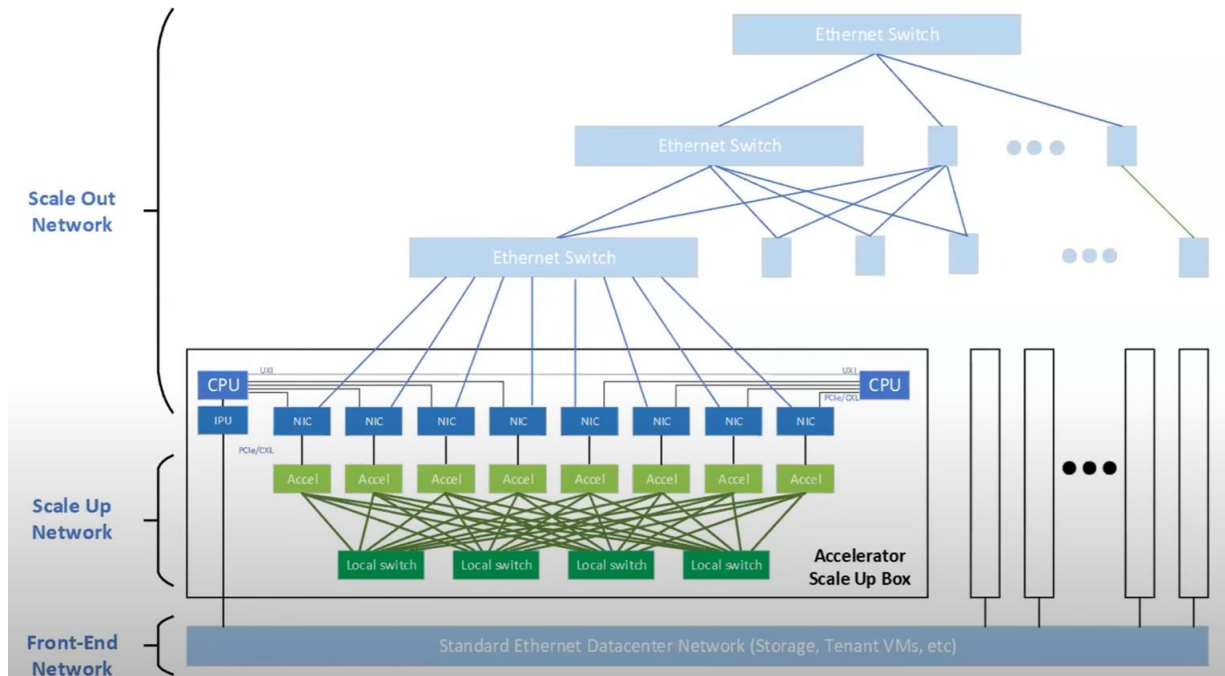 Ethernet Switch
Ethernet Switch
Scale Out
Network
Ethernet Switch
UXI
UXI
CPU
CPU
PCIe/CXL
IPU
NIC
NIC
NIC
NIC
NIC
NIC
NIC
NIC
PCIe/CXL
Accel
Accel
Accel
Accel
Accel
Accel
Accel
Accel
Scale Up
Network
Local switch
Local switch
Local switch
Local switch
Accelerator
Scale Up Box
Front-End
Network
Standard Ethernet Datacenter Network (Storage, Tenant VMs, etc)